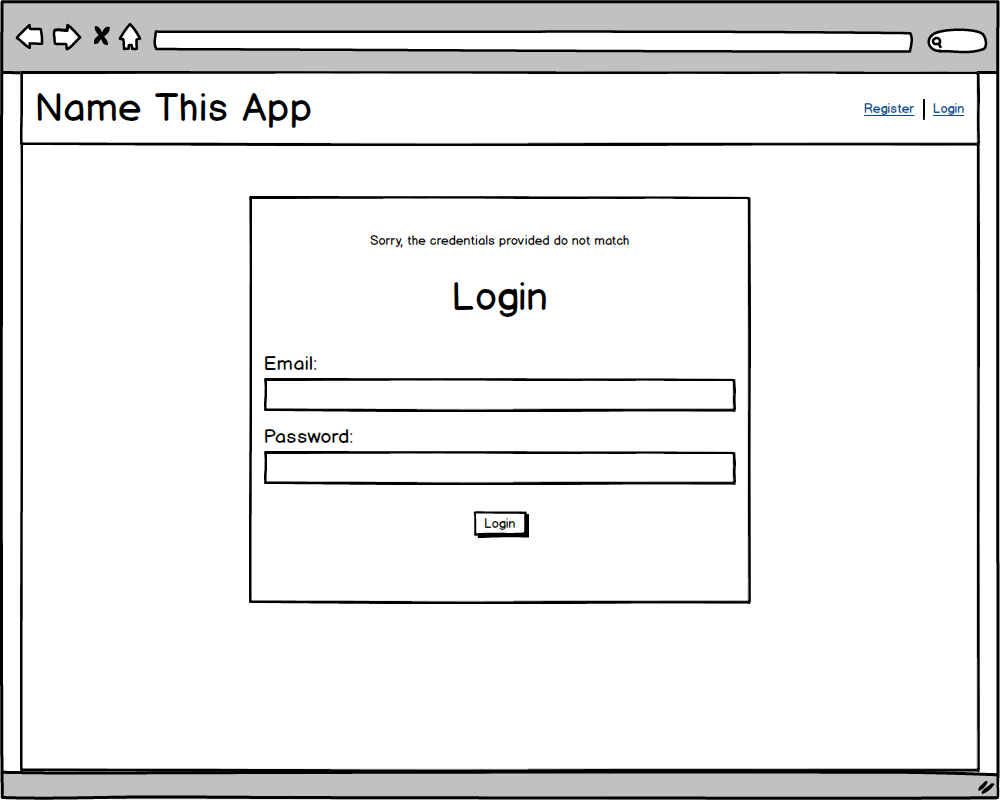 Name This App
Register | Login
Sorry, the credentials provided do not match
Login
Email:
Password:
Login